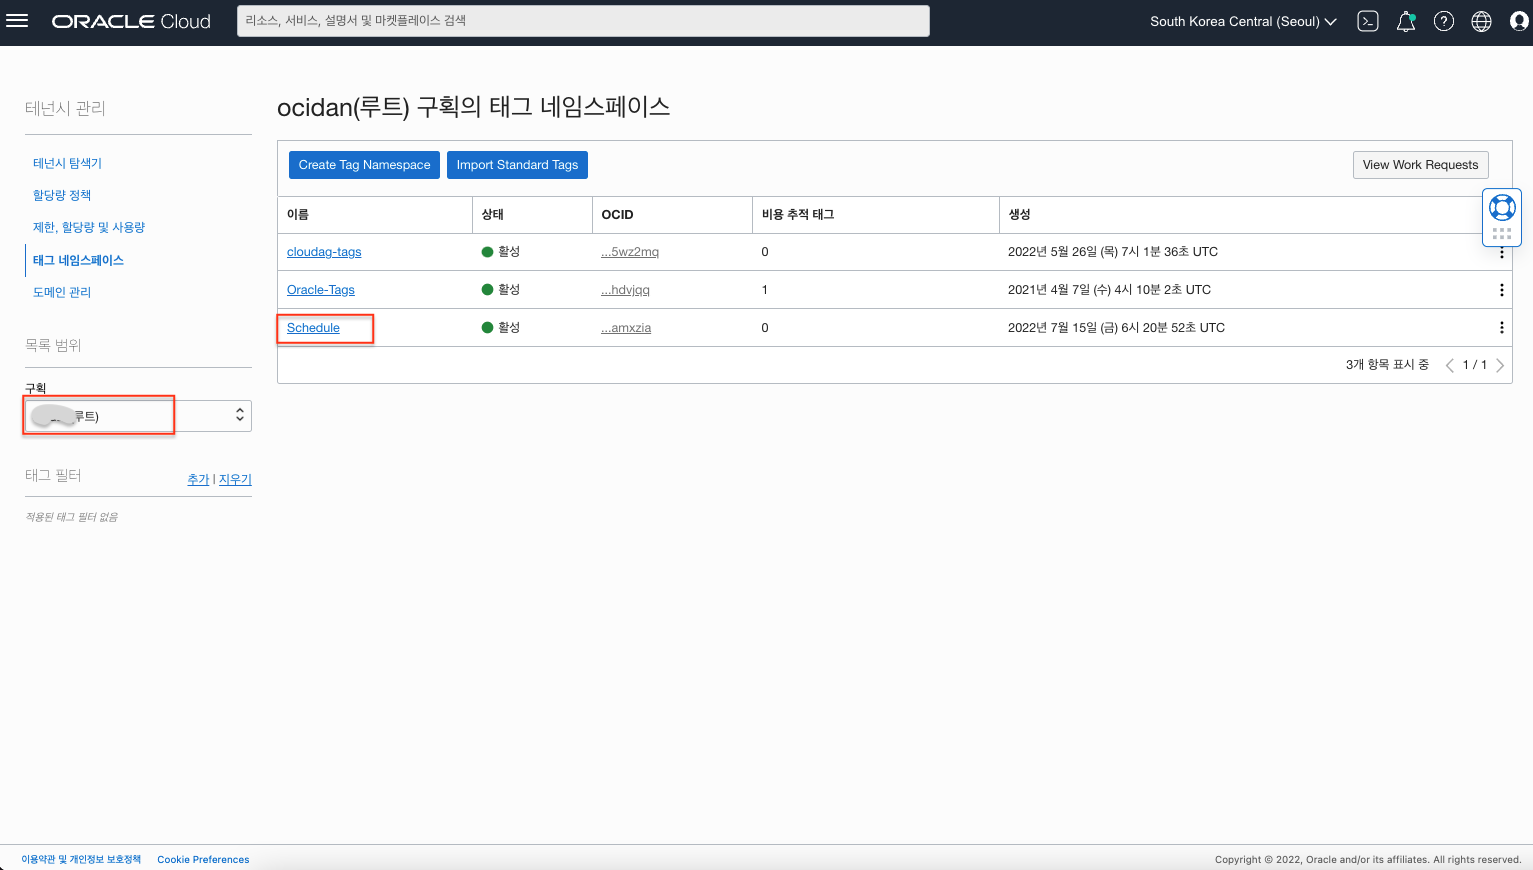 ORACLE Cloud
리소스, 서비스, 설명서 및 마켓플레이스 검색
South Korea Central (Seoul)
테넌시 관리
테넌시 탐색기
할당량 정책
제한, 할당량 및 사용량
태그 네임스페이스
도메인 관리
목록 범위
구획
루트)
태그 필터
추가 | 지우기
적용된 태그 필터 없음
ocidan(루트) 구획의 태그 네임스페이스
Create Tag Namespace
Import Standard Tags
View Work Requests
이름 상태 OCID 비용 추적 태그 생성
cloudag-tags 활성 ...5wz2mq 0 2022년 5월 26일 (목) 7시 1분 36초 UTC
Oracle-Tags 활성 ...hdvjqq 1 2021년 4월 7일 (수) 4시 10분 2초 UTC
Schedule 활성 ...amxzia 0 2022년 7월 15일 (금) 6시 20분 52초 UTC
3개 항목 표시 중 1 / 1
이용약관 및 개인정보 보호정책 Cookie Preferences
Copyright © 2022, Oracle and/or its affiliates. All rights reserved.